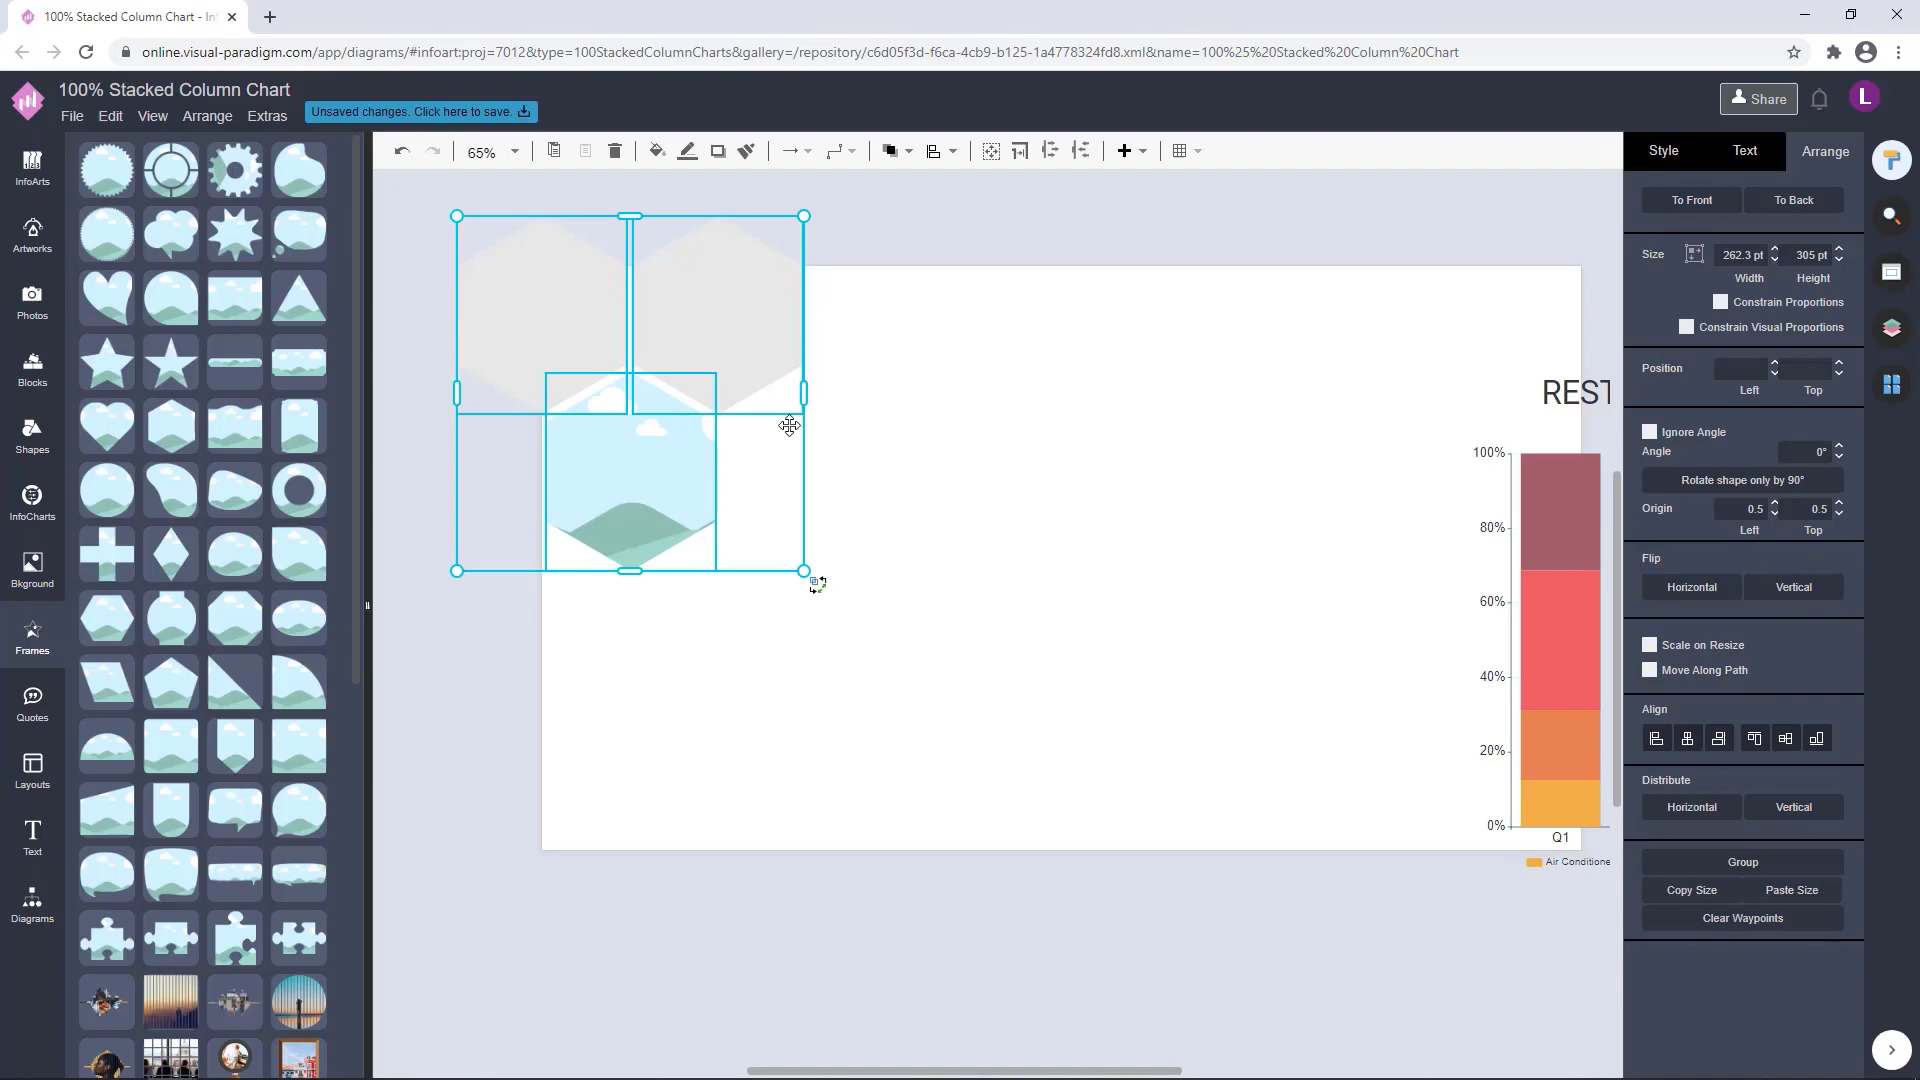 100% Stacked Column Chart - Inf
online.visual-paradigm.com/app/diagrams/#infoart:proj=7012&type=100StackedColumnCharts&gallery=/repository/c6d05f3d-f6ca-4cb9-b125-1a4778324fd8.xml&name=100%25%20Stacked%20Column%20Chart
100% Stacked Column Chart
File Edit View Arrange Extras
Unsaved changes. Click here to save.
Share
L
65%
Style Text Arrange
InfoArts
Artworks
Photos
Blocks
Shapes
InfoCharts
Bkground
Frames
Quotes
Layouts
T
Text
Diagrams
REST
100%
80%
60%
40%
20%
0%
Q1
Air Conditione
To Front To Back
Size 262.3 pt 305 pt
Width Height
Constrain Proportions
Constrain Visual Proportions
Position
Left Top
Ignore Angle
Angle 0°
Rotate shape only by 90°
Origin 0.5 0.5
Left Top
Flip
Horizontal Vertical
Scale on Resize
Move Along Path
Align
Distribute
Horizontal Vertical
Group
Copy Size Paste Size
Clear Waypoints